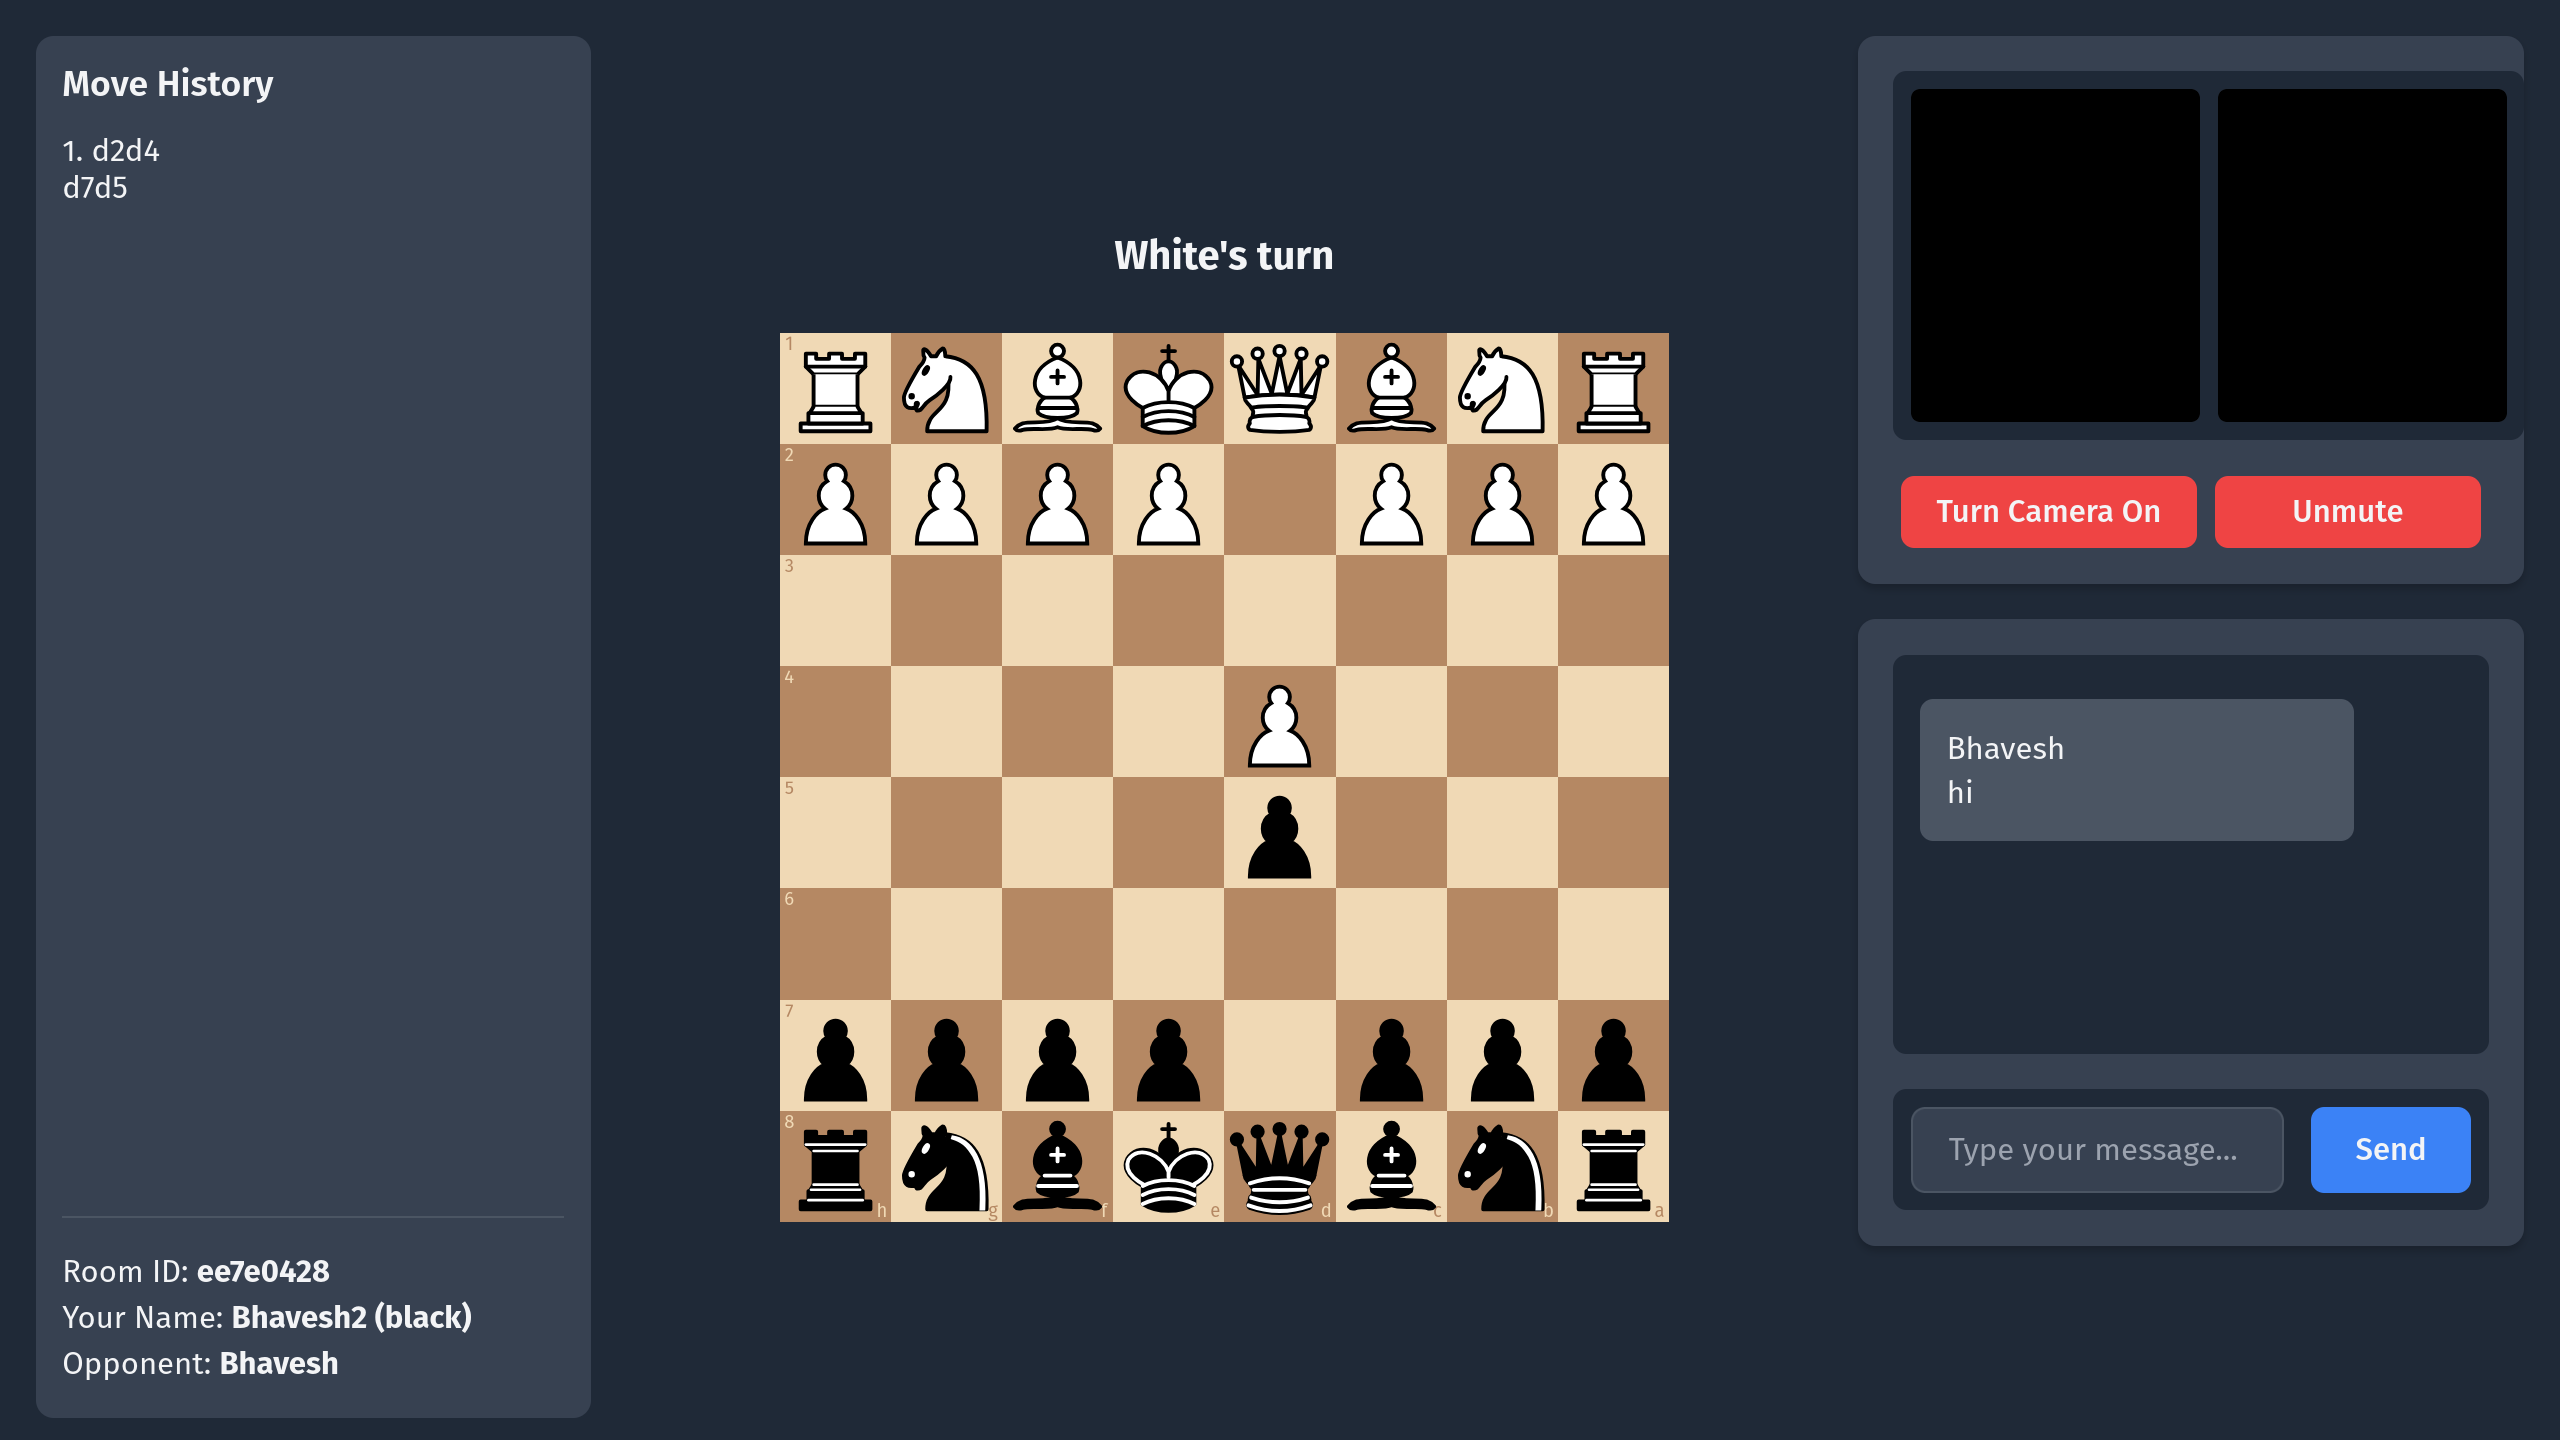 Move History
1. d2d4
d7d5
Room ID: ee7e0428
Your Name: Bhavesh2 (black)
Opponent: Bhavesh
White's turn
1
2
3
4
5
6
7
8
h g f e d c b a
Turn Camera On
Unmute
Bhavesh
hi
Type your message...
Send